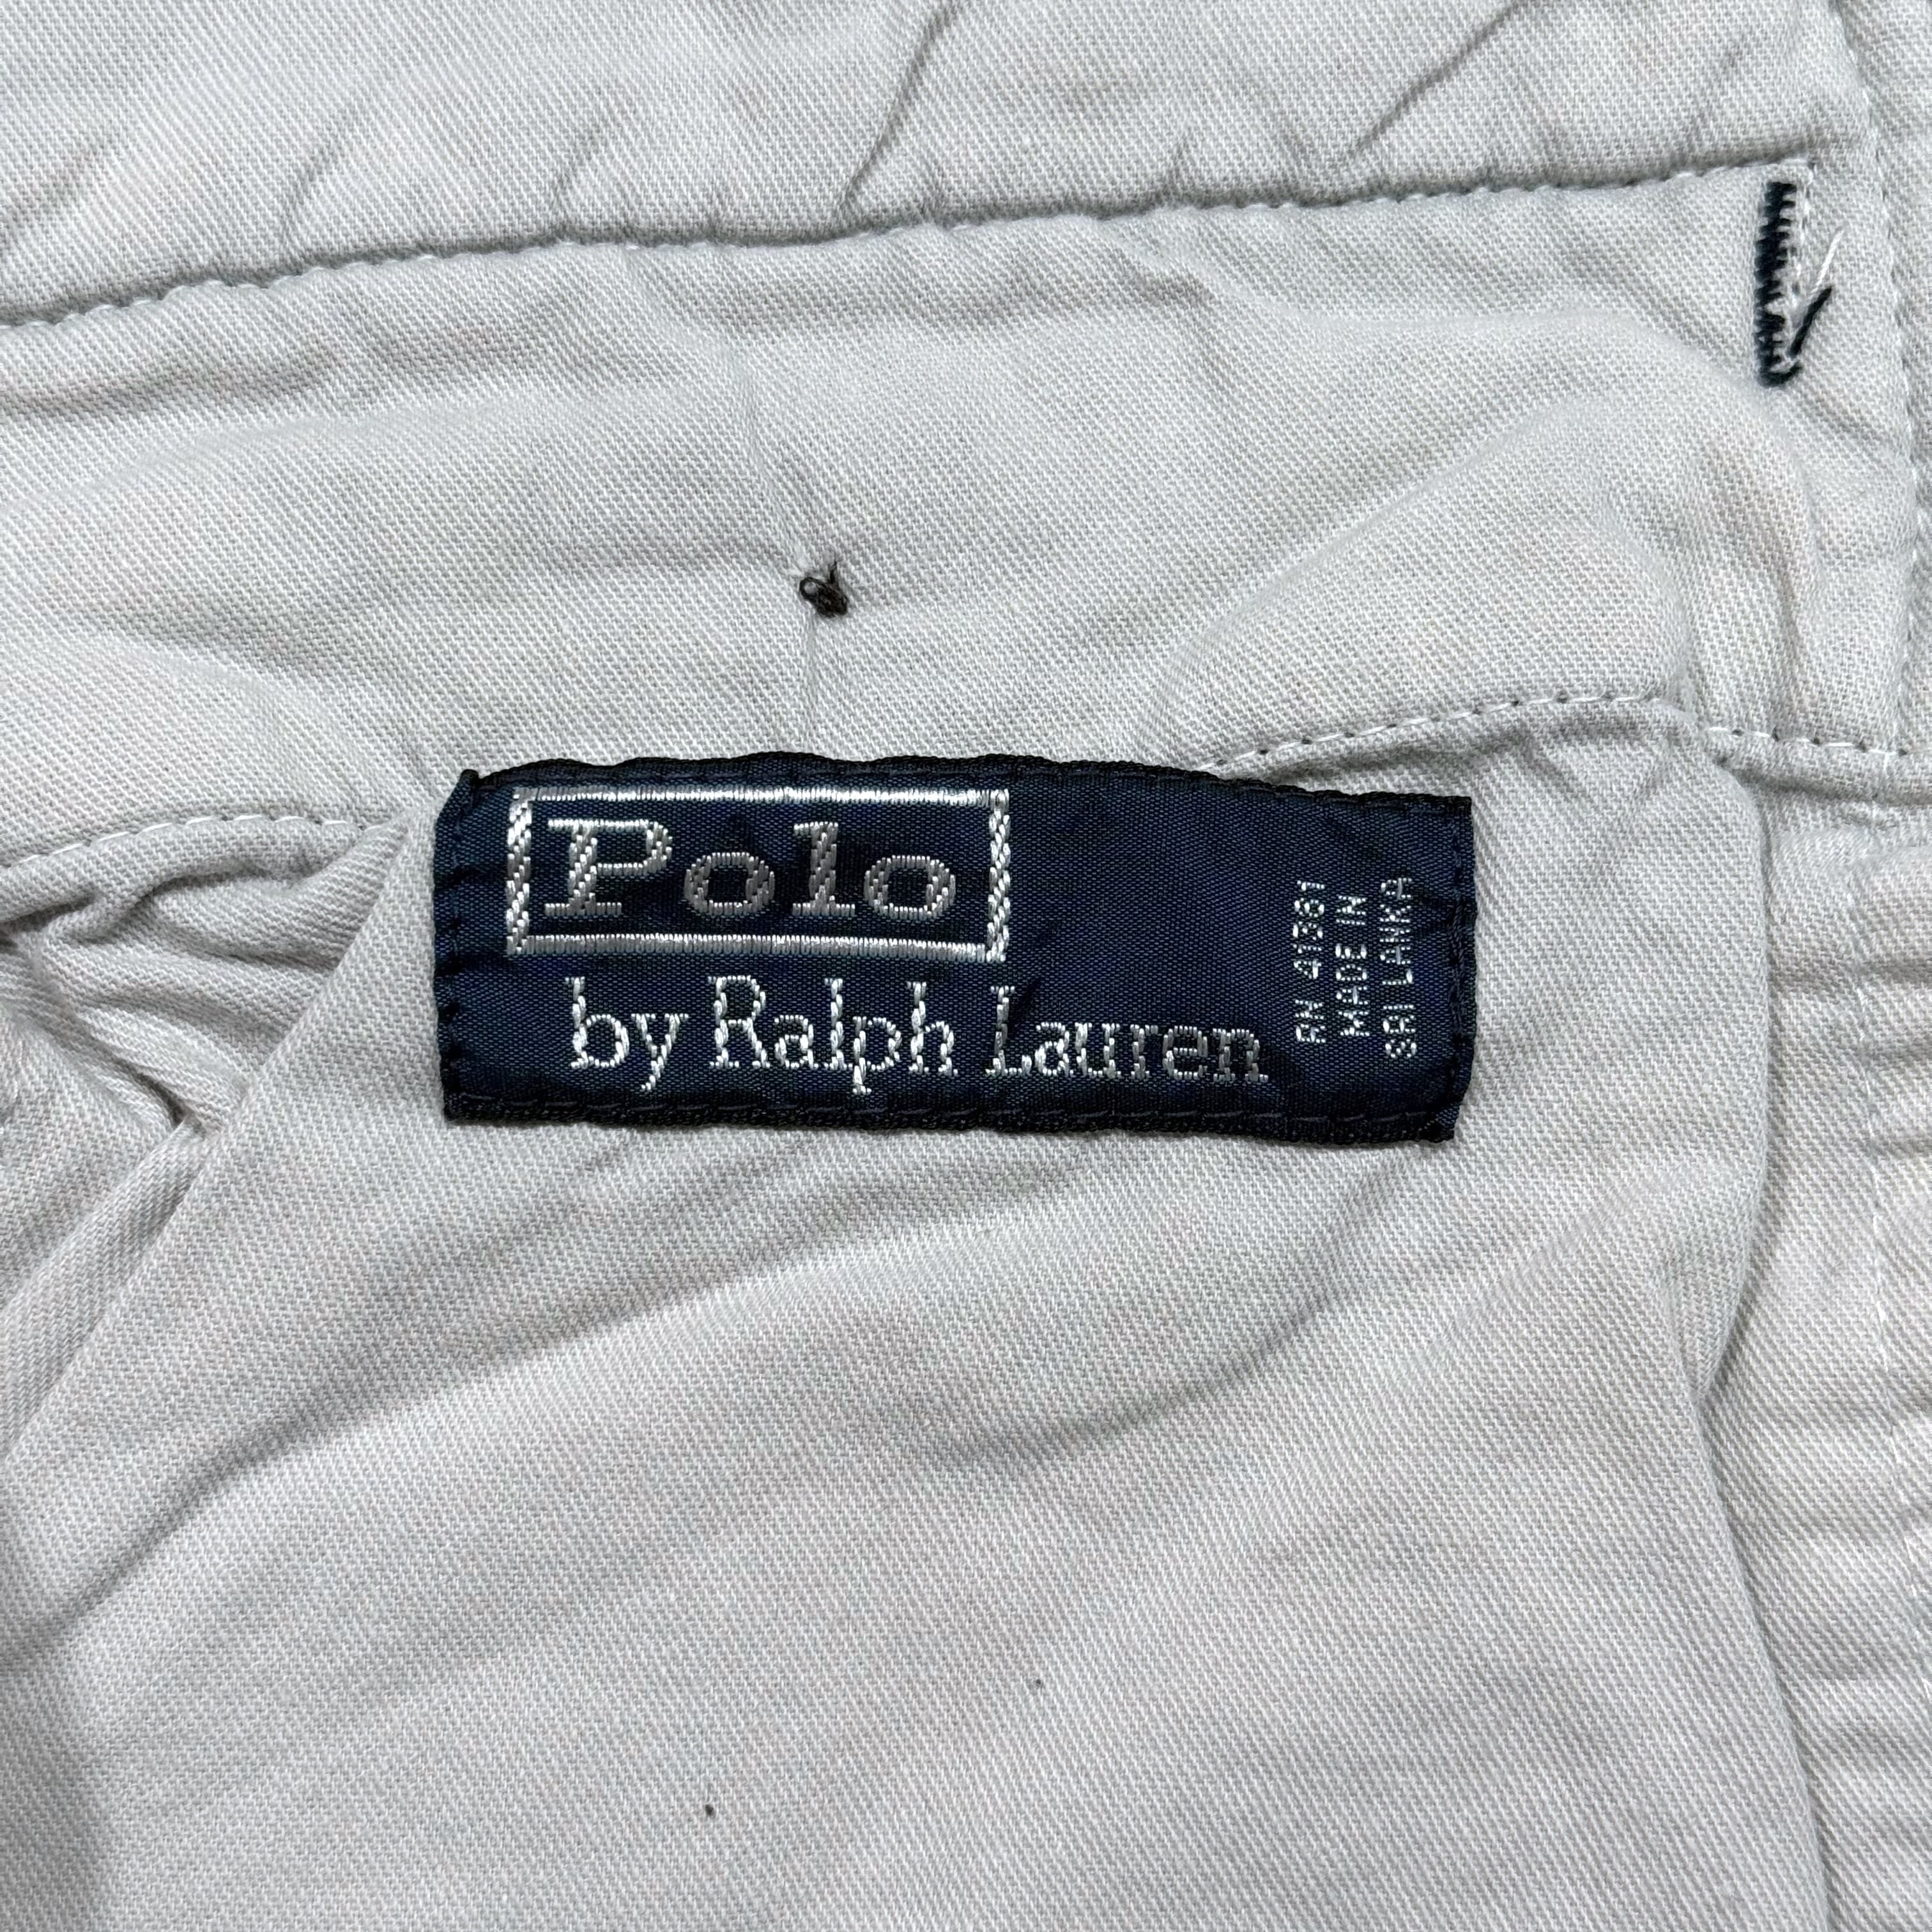 Polo
by Ralph Lauren
RN 41381
MADE IN
SRI LANKA